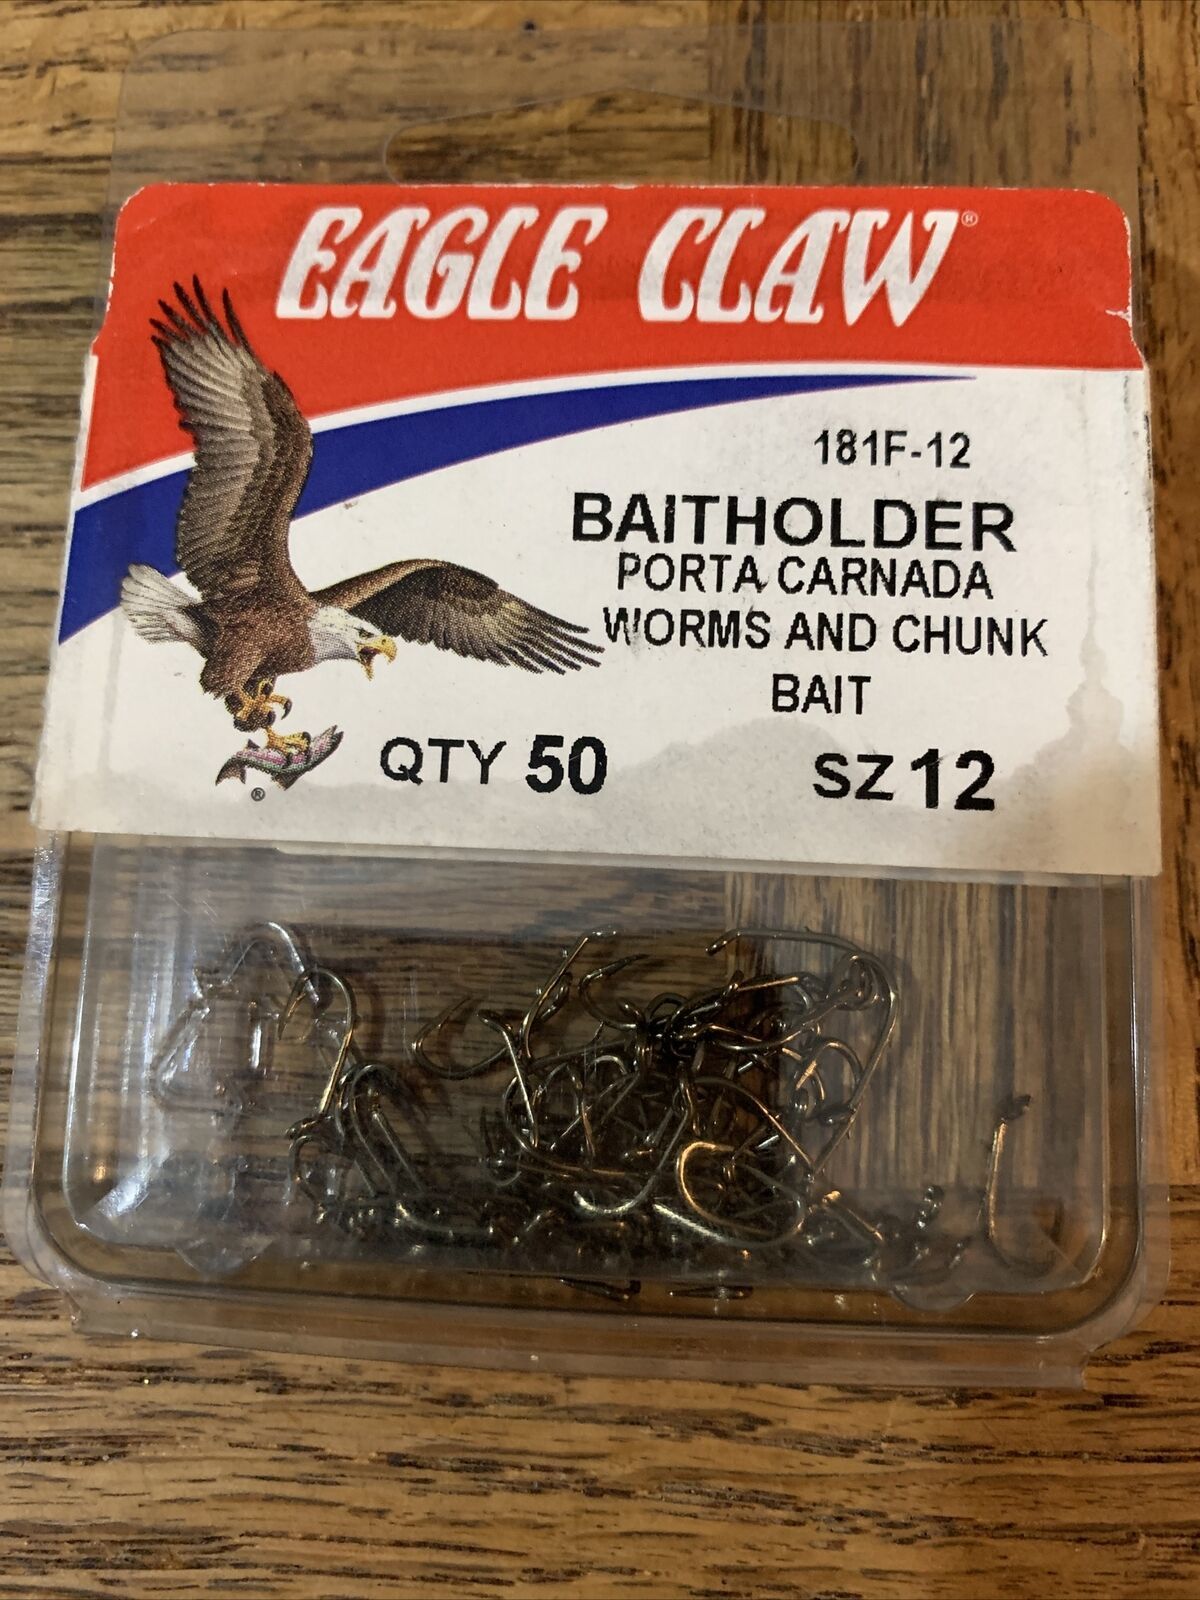 EAGLE CLAW®
181F-12
BAITHOLDER
PORTA CARNADA
WORMS AND CHUNK
BAIT
QTY 50 SZ 12
®